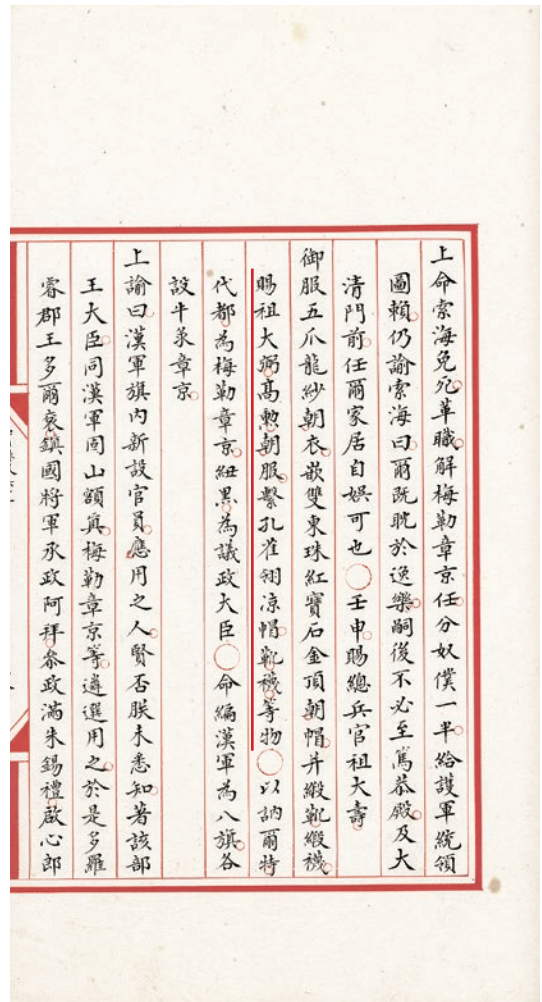 上命索海免死革職解梅勒章京任分奴僕一半給護軍統領
圖賴仍諭索海曰爾既耽於逸樂嗣後不必至篤恭殿及大
清門前任爾家居自娛可也〇壬申賜總兵官祖大壽
御服五爪龍紗朝衣嵌雙東珠紅寶石金頂朝帽并緞靴緞襪
賜祖大弼高勲朝服繫孔雀翎涼帽靴襪等物〇以訥爾特
代都為梅勒章京紐黑為議政大臣〇命編漢軍為八旗各
設牛彔章京
上諭曰漢軍旗內新設官員應用之人賢否朕未悉知著該部
王大臣同漢軍固山額眞梅勒章京等遴選用之於是多羅
睿郡王多爾袞鎮國將軍承政阿拜叅政滿朱錫禮啟心郎